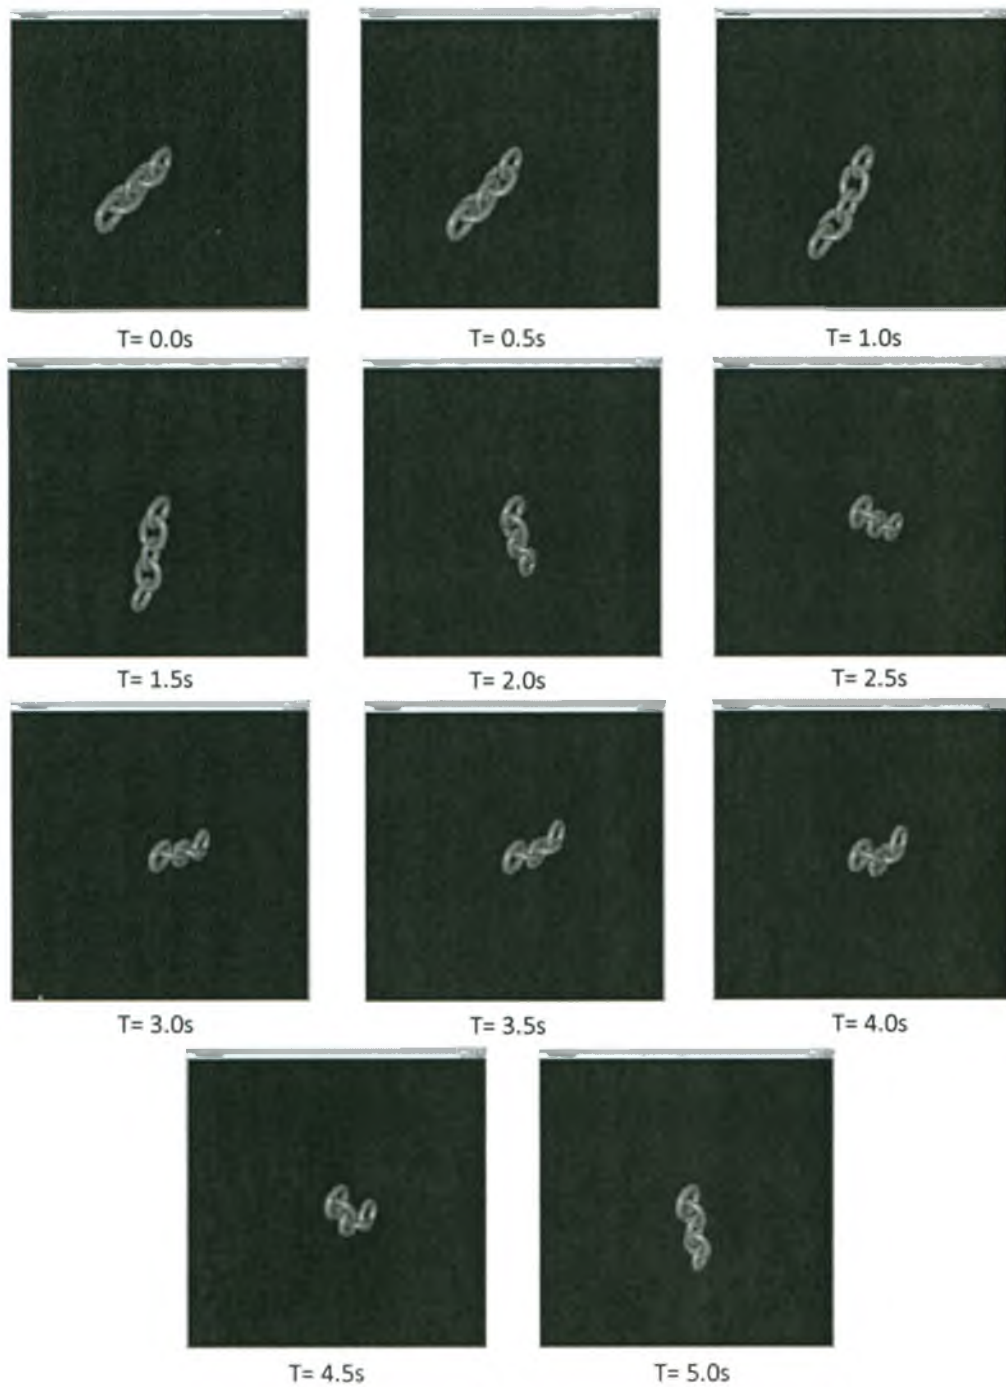 T= 0.0s
T= 0.5s
T= 1.0s
T= 1.5s
T= 2.0s
T= 2.5s
T= 3.0s
T= 3.5s
T= 4.0s
T= 4.5s
T= 5.0s